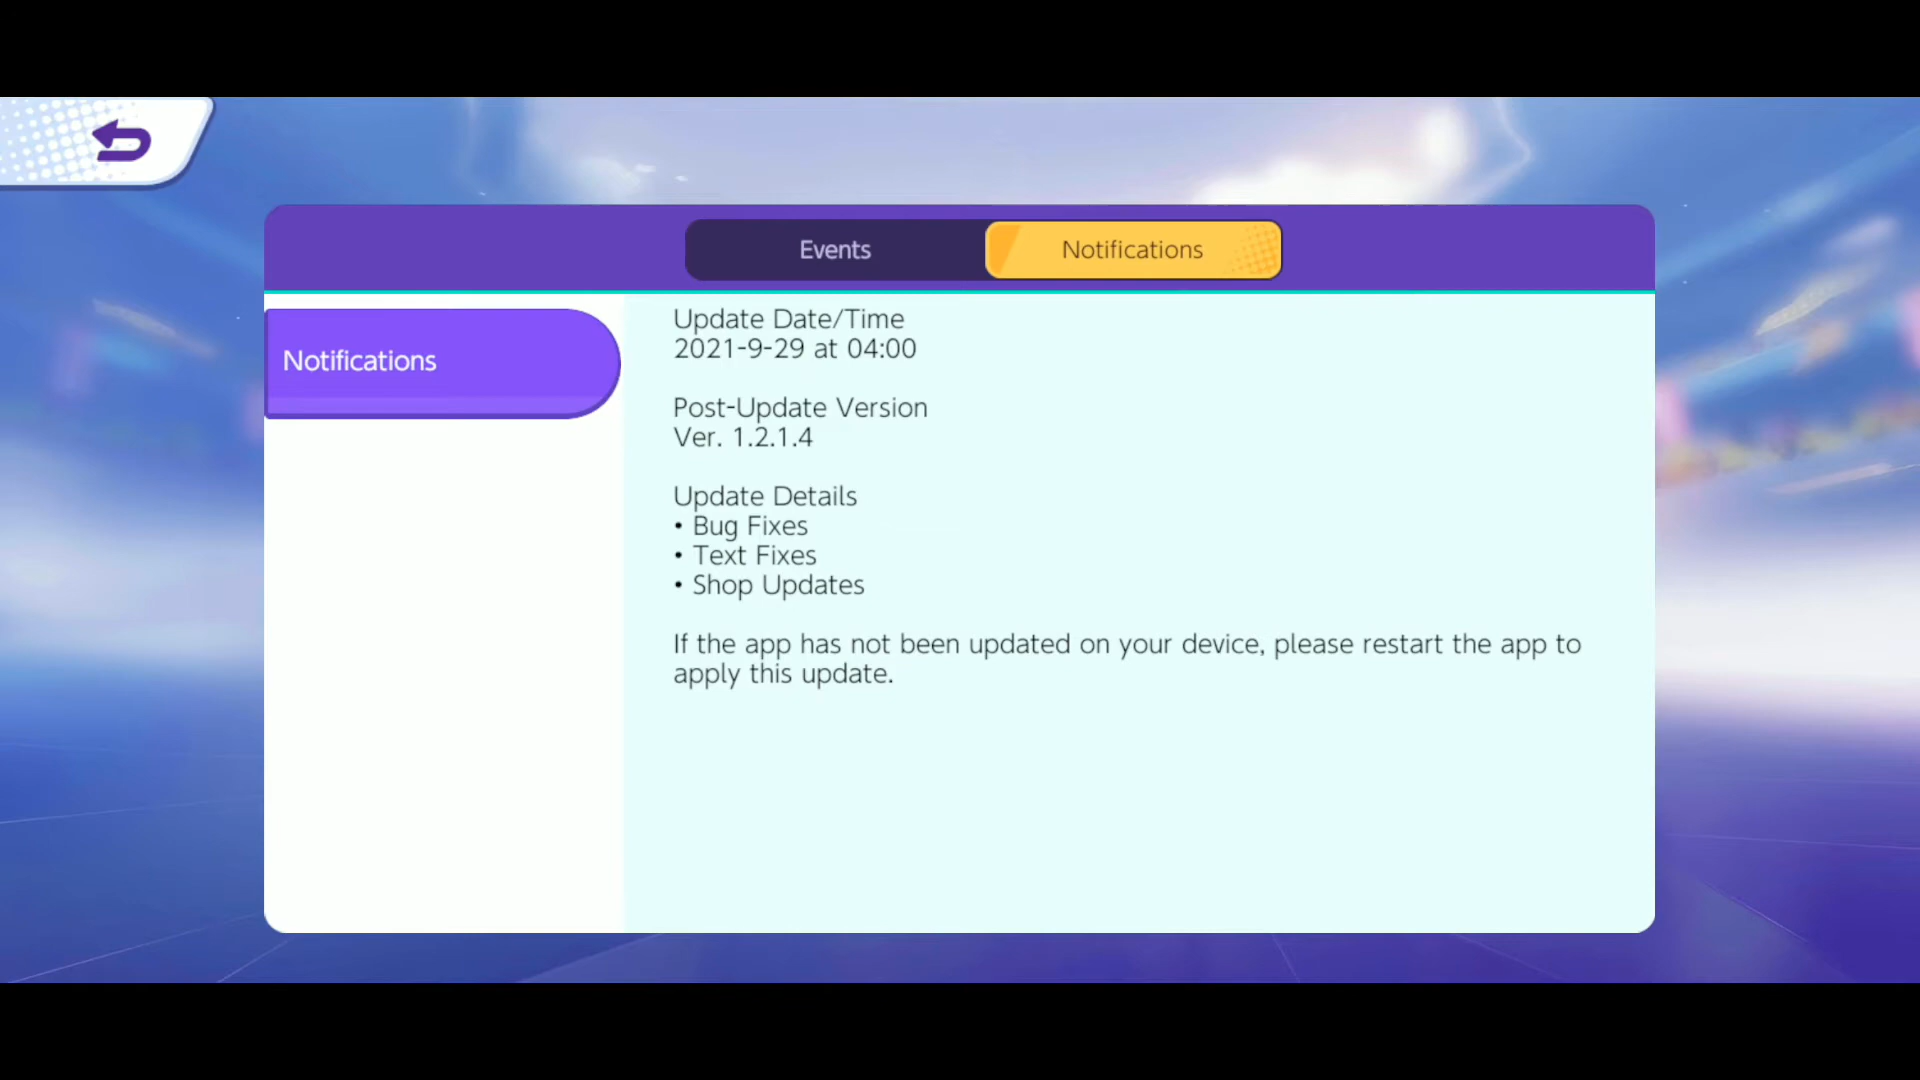 Events
Notifications
Notifications
Update Date/Time
2021-9-29 at 04:00
Post-Update Version
Ver. 1.2.1.4
Update Details
• Bug Fixes
• Text Fixes
• Shop Updates
If the app has not been updated on your device, please restart the app to
apply this update.